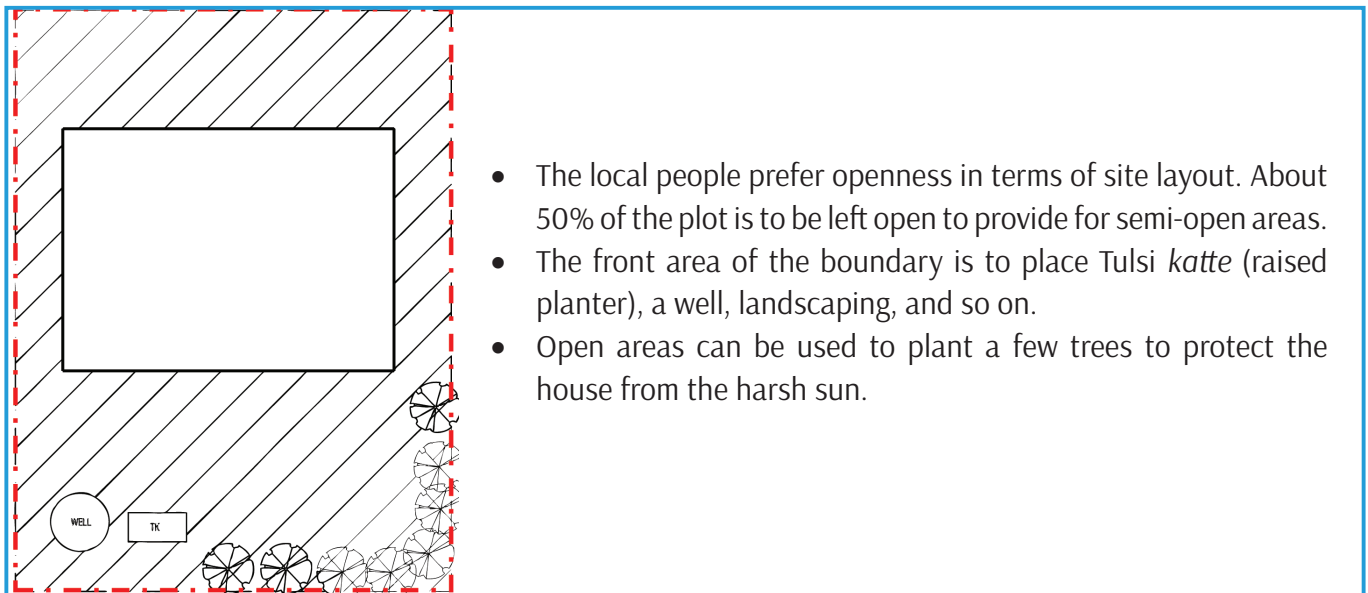 • The local people prefer openness in terms of site layout. About
50% of the plot is to be left open to provide for semi-open areas.
• The front area of the boundary is to place Tulsi katte (raised
planter), a well, landscaping, and so on.
• Open areas can be used to plant a few trees to protect the
house from the harsh sun.
WELL
TK